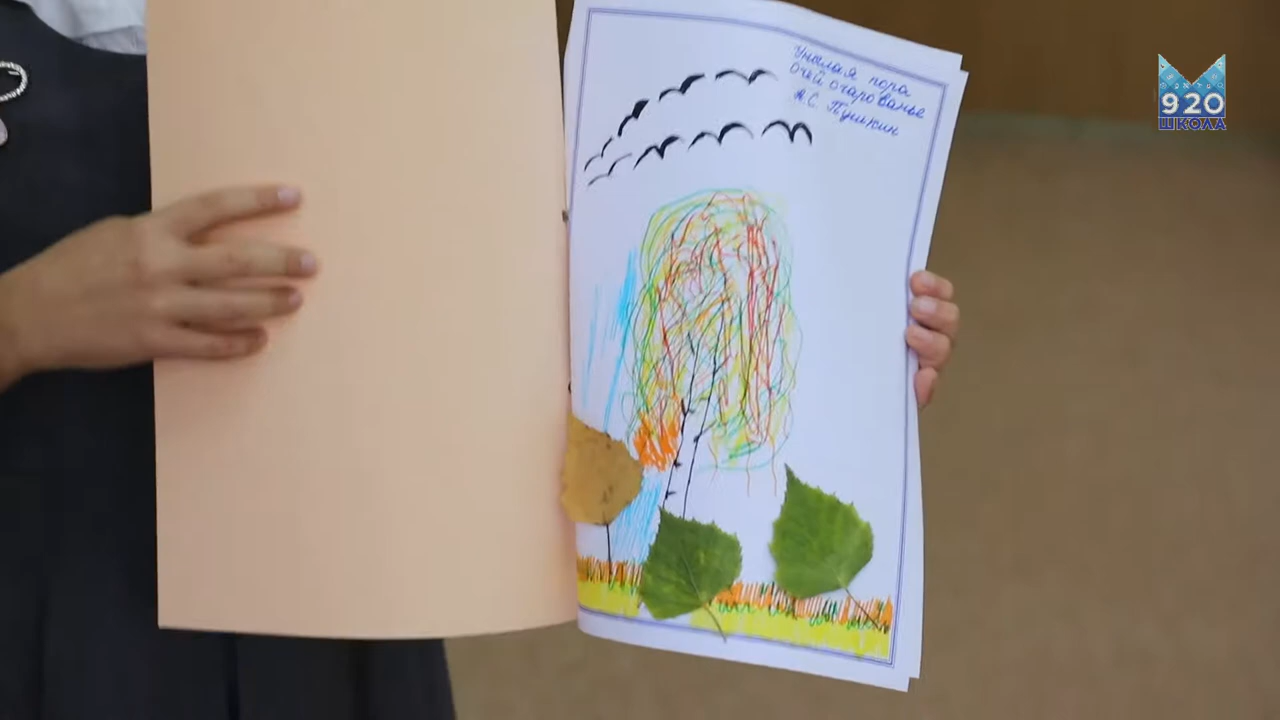 Унылая пора
Очей очарованье
А.С. Пушкин
920
ШКОЛА